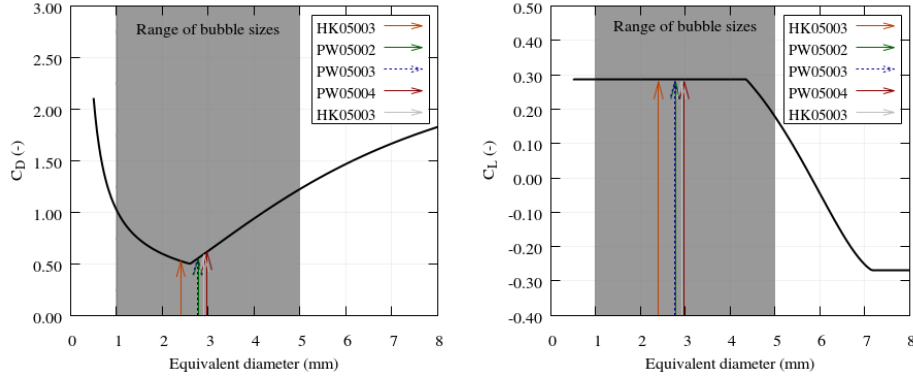 3.00
2.50
2.00
1.50
1.00
0.50
0.00
C_D (-)
Range of bubble sizes
HK05003
PW05002
PW05003
PW05004
HK05003
0 1 2 3 4 5 6 7 8
Equivalent diameter (mm)
0.50
0.40
0.30
0.20
0.10
0.00
-0.10
-0.20
-0.30
-0.40
C_L (-)
Range of bubble sizes
HK05003
PW05002
PW05003
PW05004
HK05003
0 1 2 3 4 5 6 7 8
Equivalent diameter (mm)